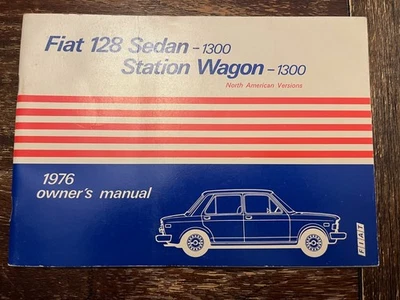 Fiat 128 Sedan - 1300
Station Wagon - 1300
North American Versions
1976
owner's manual
FIAT